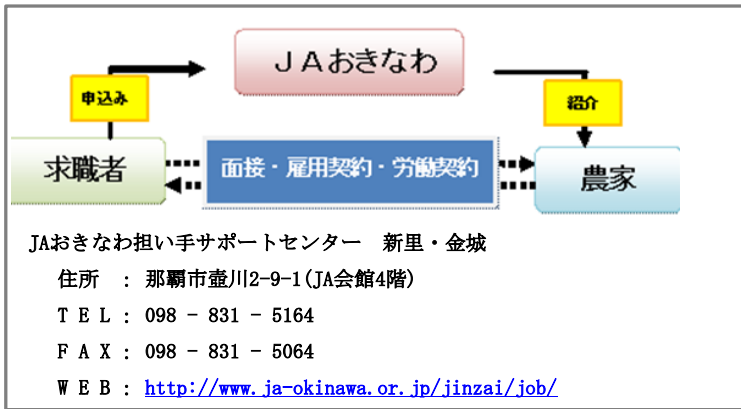 JAおきなわ
申込み
紹介
求職者
面接・雇用契約・労働契約
農家
JAおきなわ担い手サポートセンター　新里・金城
住所　：　那覇市壺川2-9-1(JA会館4階)
ＴＥＬ：　098 − 831 − 5164
ＦＡＸ：　098 − 831 − 5064
ＷＥＢ：　http://www.ja-okinawa.or.jp/jinzai/job/